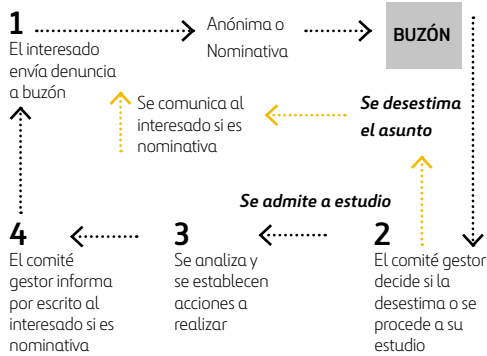 1
El interesado
envía denuncia
a buzón
Anónima o
Nominativa
BUZÓN
Se comunica al
interesado si es
nominativa
Se desestima
el asunto
Se admite a estudio
4
El comité
gestor informa
por escrito al
interesado si es
nominativa
3
Se analiza y
se establecen
acciones a
realizar
2
El comité gestor
decide si la
desestima o se
procede a su
estudio